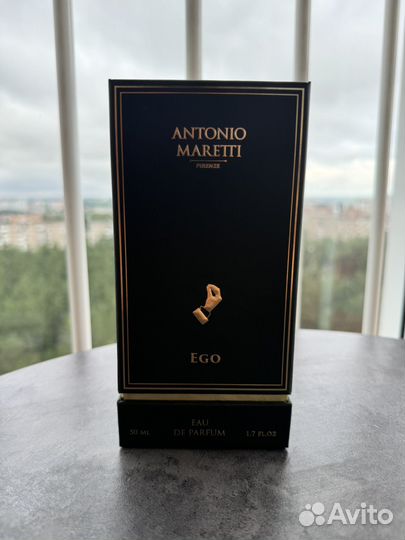 ANTONIO
MARETTI
FIRENZE
EGO
EAU
50 ML DE PARFUM 1.7 FL.OZ
Avito